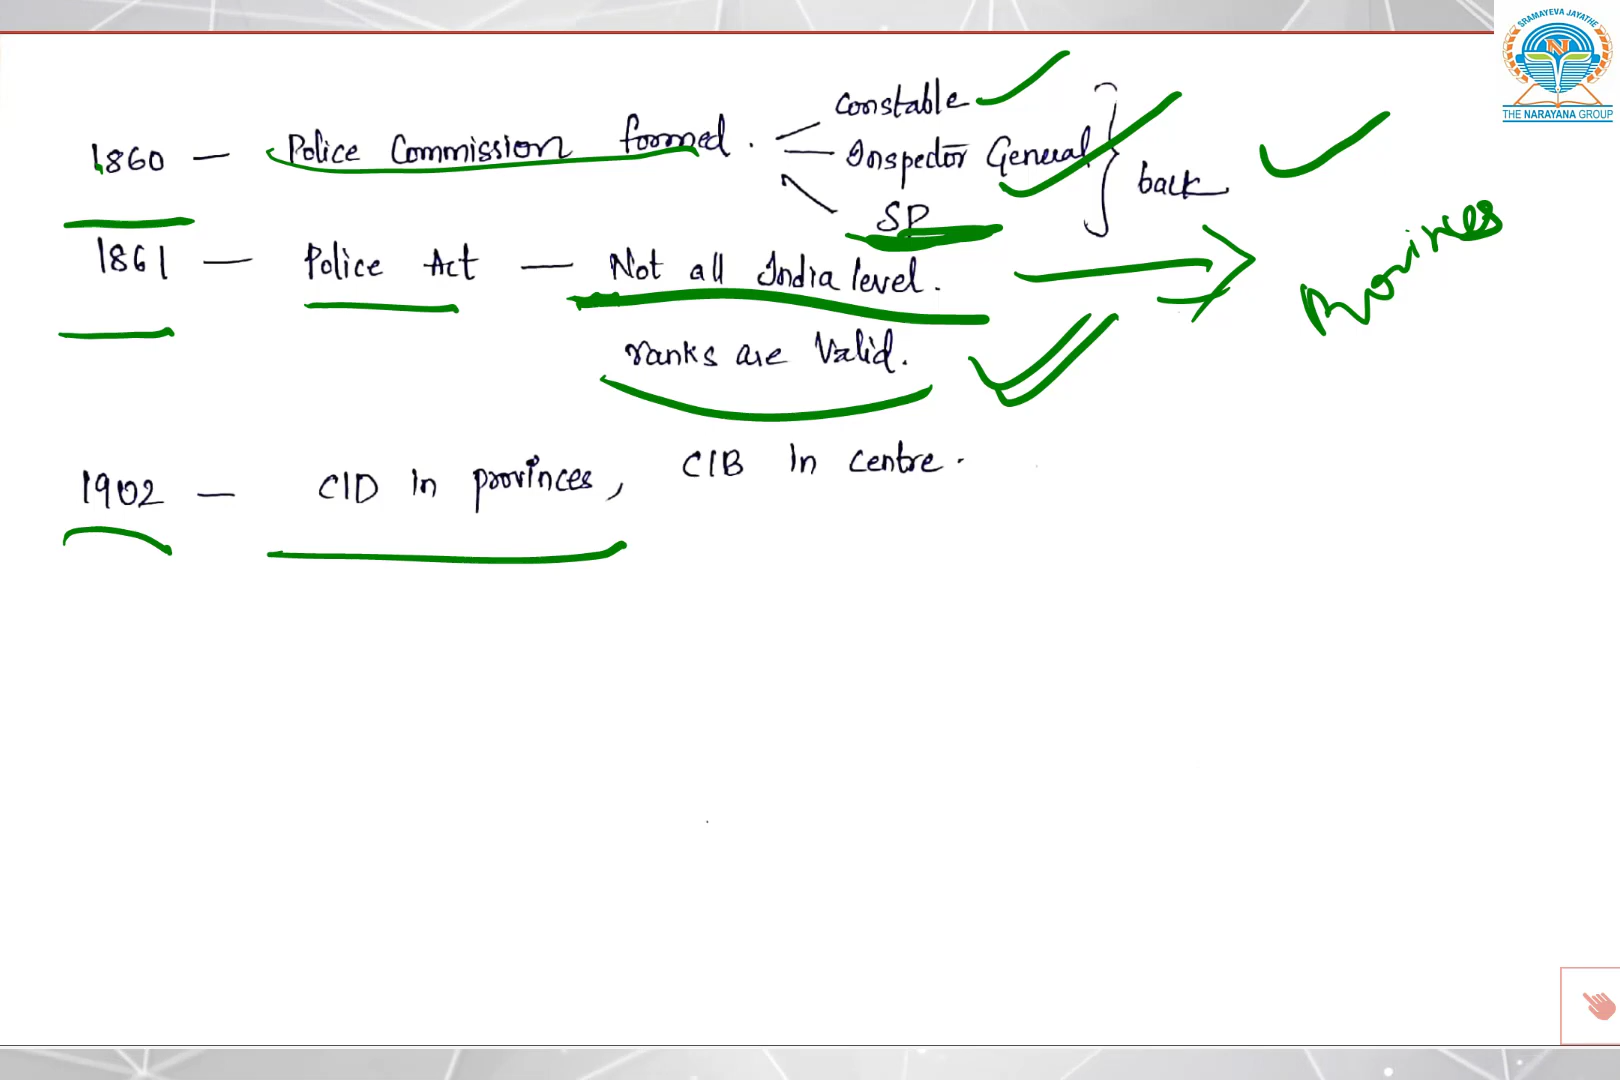 SRAMAYEVA JAYATHE
N
THE NARAYANA GROUP
1860 — Police Commission formed. Constable
Inspector General
SP
back
1861 — Police Act — Not all India level. Provinces
ranks are Valid.
1902 — CID in provinces, CIB in centre.